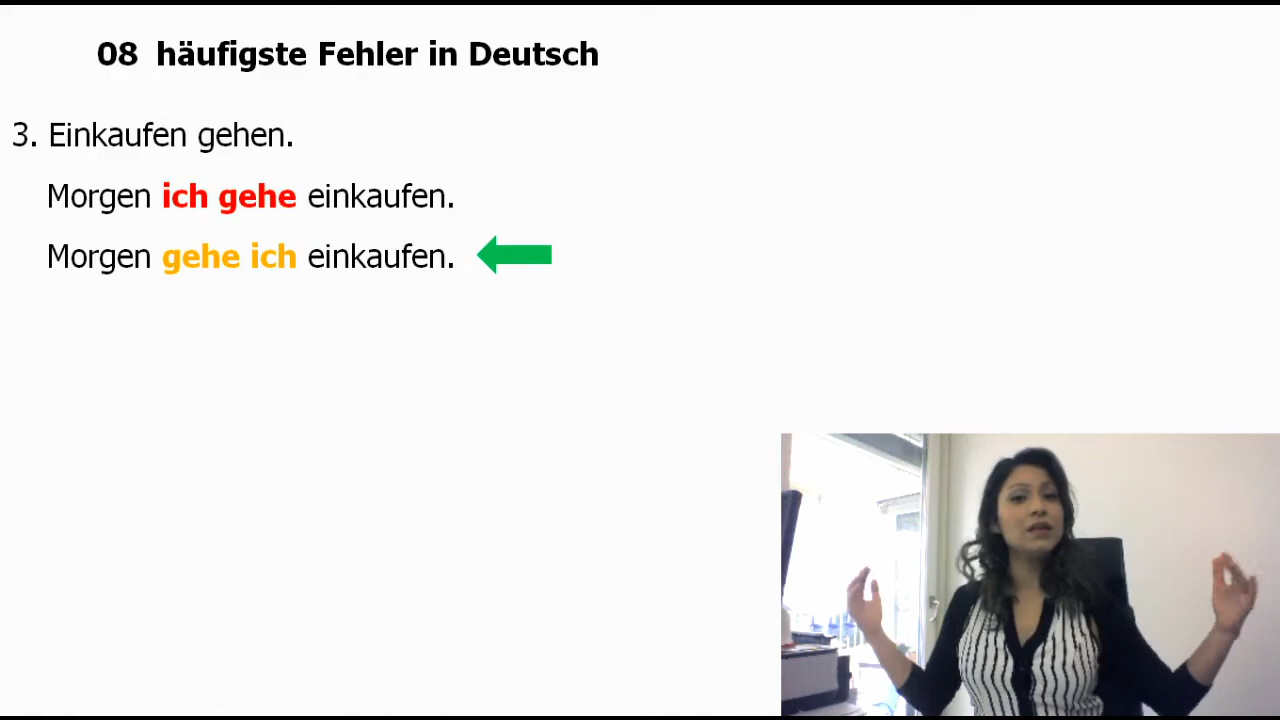 08 häufigste Fehler in Deutsch
3. Einkaufen gehen.
Morgen ich gehe einkaufen.
Morgen gehe ich einkaufen.